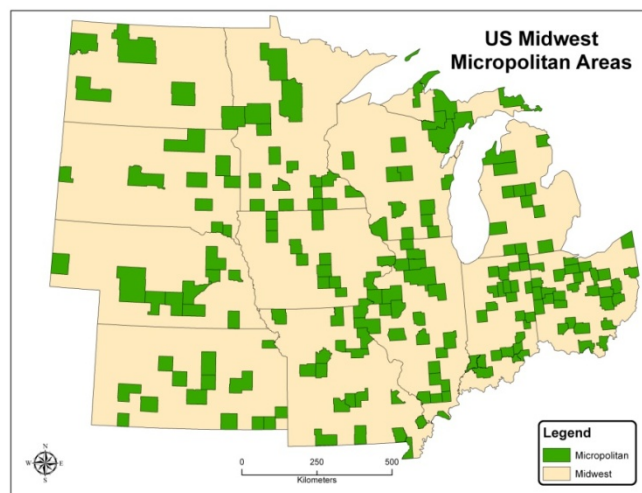 US Midwest
Micropolitan Areas
Legend
Micropolitan
Midwest
N
W
E
S
0 250 500
Kilometers